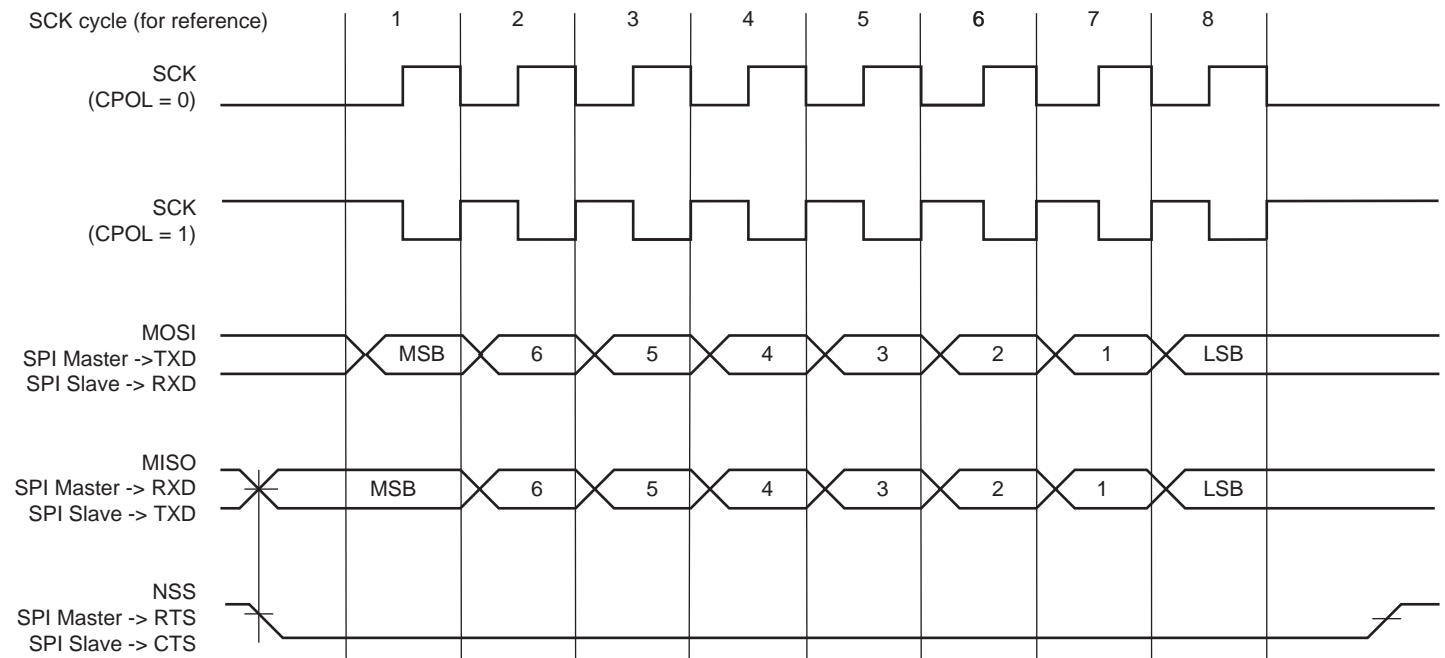 SCK cycle (for reference) 1 2 3 4 5 6 7 8
SCK
(CPOL = 0)
SCK
(CPOL = 1)
MOSI
SPI Master ->TXD
SPI Slave -> RXD
MSB 6 5 4 3 2 1 LSB
MISO
SPI Master -> RXD
SPI Slave -> TXD
MSB 6 5 4 3 2 1 LSB
NSS
SPI Master -> RTS
SPI Slave -> CTS